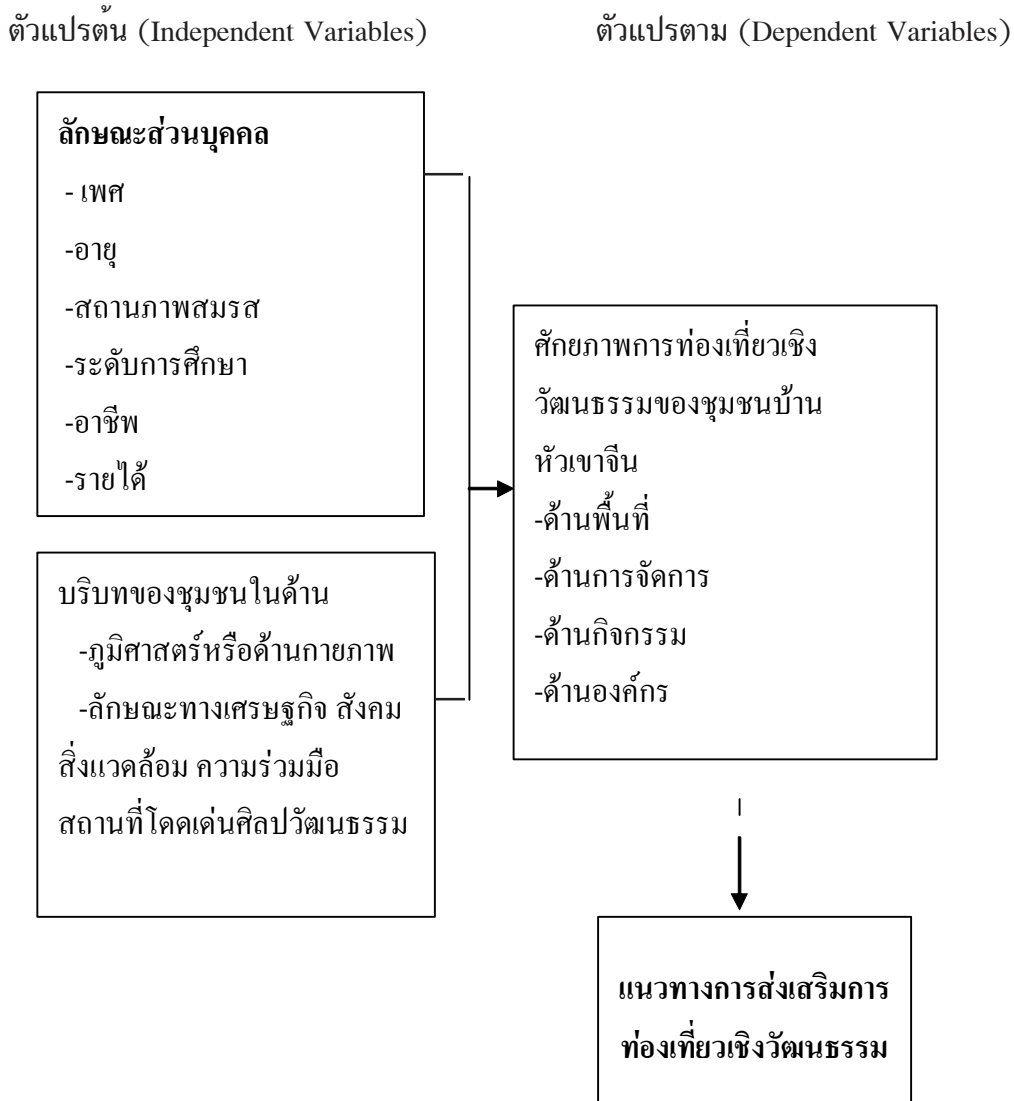 ตัวแปรต้น (Independent Variables)
ตัวแปรตาม (Dependent Variables)
ลักษณะส่วนบุคคล
- เพศ
-อายุ
-สถานภาพสมรส
-ระดับการศึกษา
-อาชีพ
-รายได้
บริบทของชุมชนในด้าน
-ภูมิศาสตร์หรือด้านกายภาพ
-ลักษณะทางเศรษฐกิจ สังคม
สิ่งแวดล้อม ความร่วมมือ
สถานที่โดดเด่นศิลปวัฒนธรรม
ศักยภาพการท่องเที่ยวเชิง
วัฒนธรรมของชุมชนบ้าน
หัวเขาจีน
-ด้านพื้นที่
-ด้านการจัดการ
-ด้านกิจกรรม
-ด้านองค์กร
แนวทางการส่งเสริมการ
ท่องเที่ยวเชิงวัฒนธรรม